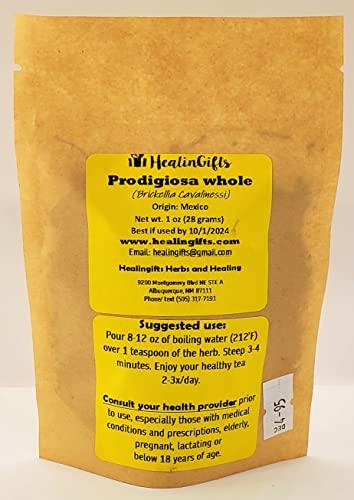 HealinGifts
Prodigiosa whole
(Brickellia Cavalinessi)
Origin: Mexico
Net wt. 1 oz (28 grams)
Best if used by 10/1/2024
www.healingifts.com
Email: healingifts@gmail.com
Healingifts Herbs and Healing
9200 Montgomery Blvd NE STE A
Albuquerque, NM 87111
Phone/ text (505) 317-7191
Suggested use:
Pour 8-12 oz of boiling water (212°F)
over 1 teaspoon of the herb. Steep 3-4
minutes. Enjoy your healthy tea
2-3x/day.
Consult your health provider prior
to use, especially those with medical
conditions and prescriptions, elderly,
pregnant, lactating or
below 18 years of age.
4-95